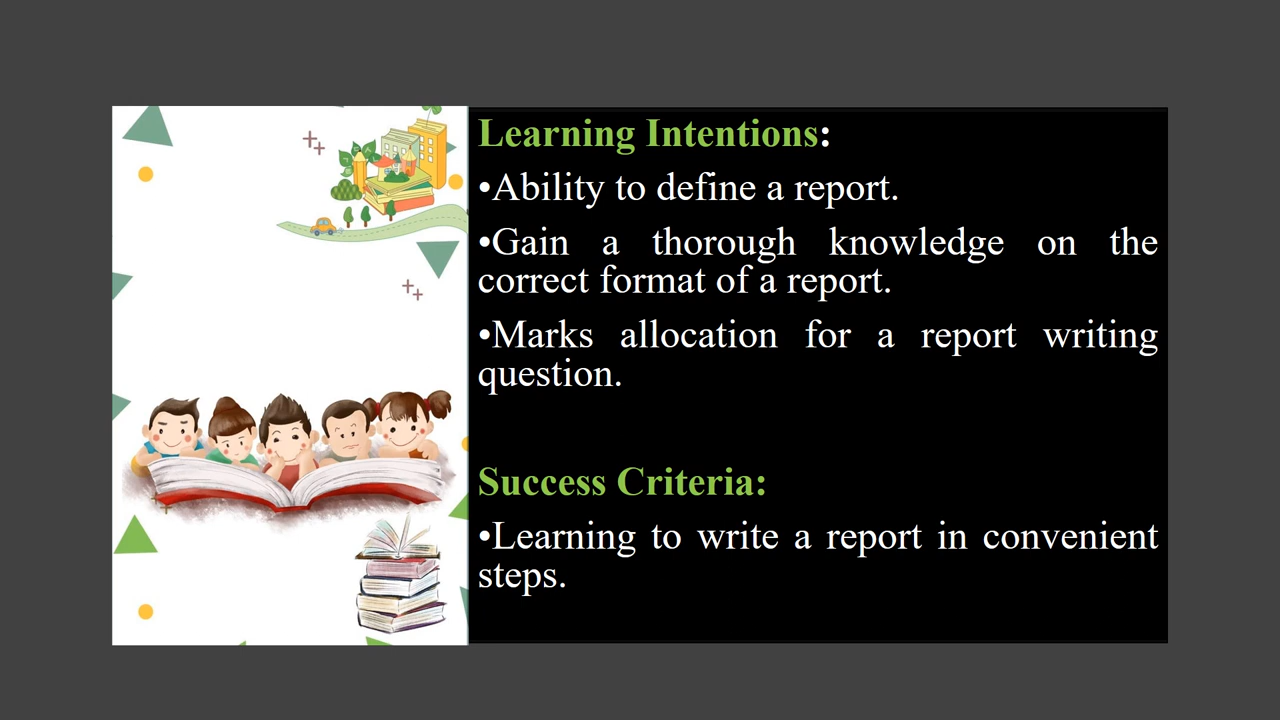 Learning Intentions:
•Ability to define a report.
•Gain a thorough knowledge on the
correct format of a report.
•Marks allocation for a report writing
question.
Success Criteria:
•Learning to write a report in convenient
steps.